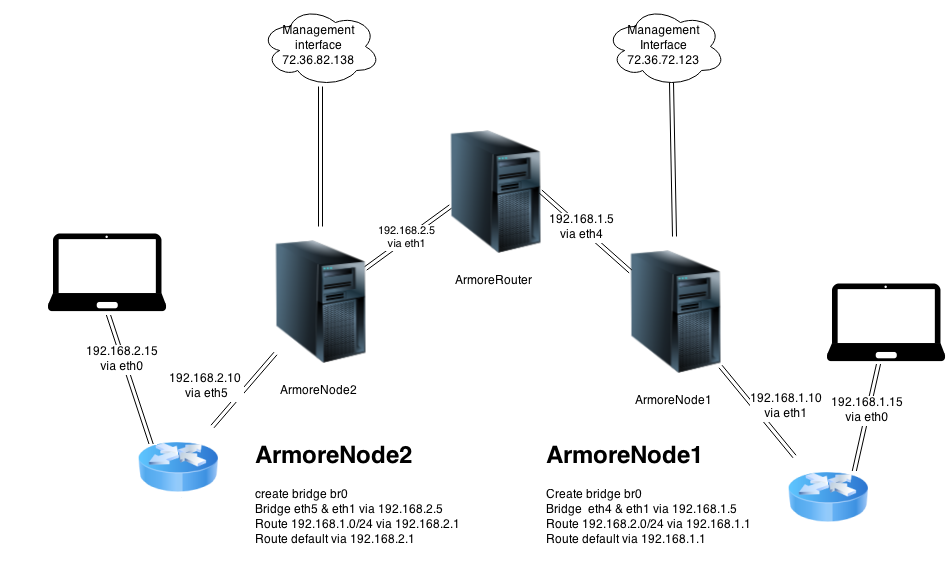 Management
interface
72.36.82.138
Management
Interface
72.36.72.123
192.168.2.5
via eth1
192.168.1.5
via eth4
ArmoreRouter
192.168.2.15
via eth0
192.168.2.10
via eth5
ArmoreNode2
ArmoreNode1
192.168.1.10
via eth1
192.168.1.15
via eth0
ArmoreNode2
create bridge br0
Bridge eth5 & eth1 via 192.168.2.5
Route 192.168.1.0/24 via 192.168.2.1
Route default via 192.168.2.1
ArmoreNode1
Create bridge br0
Bridge  eth4 & eth1 via 192.168.1.5
Route 192.168.2.0/24 via 192.168.1.1
Route default via 192.168.1.1